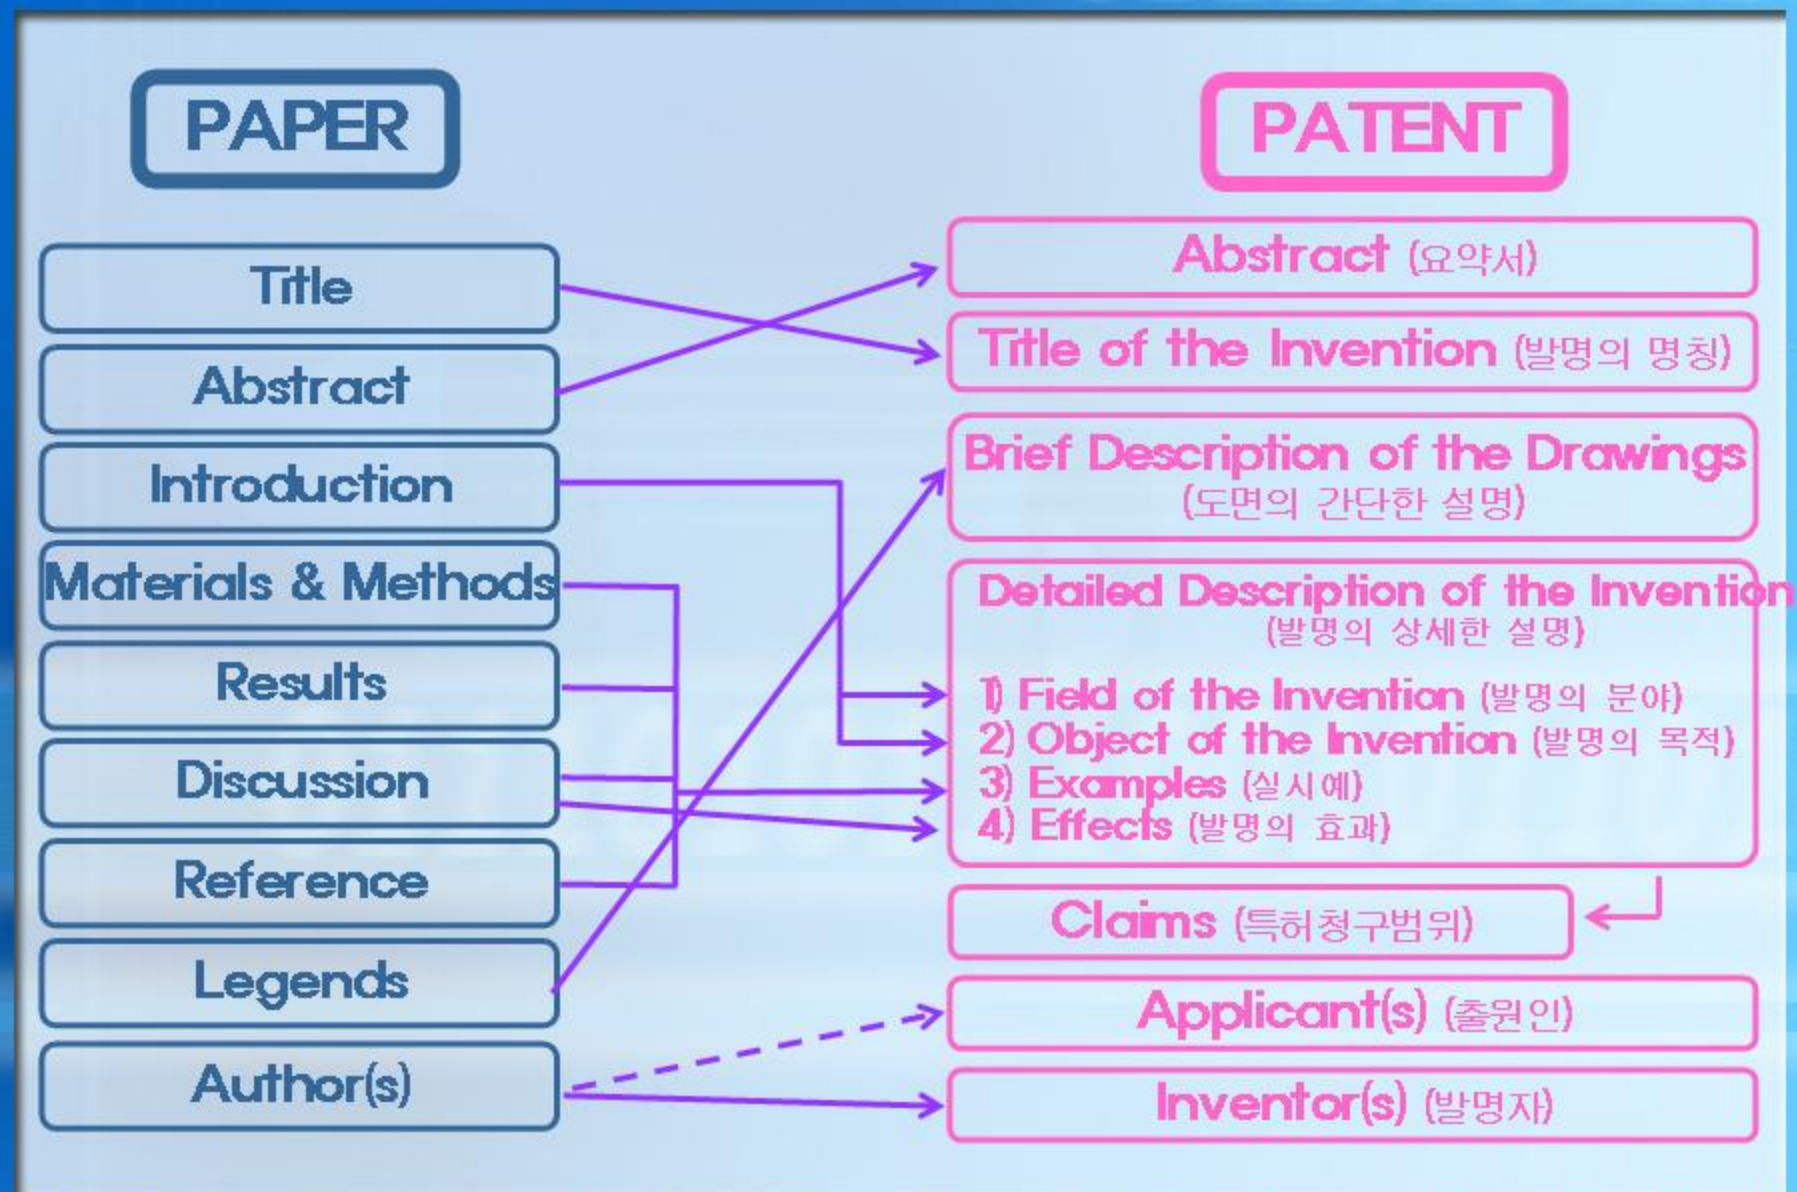 PAPER
Title
Abstract
Introduction
Materials & Methods
Results
Discussion
Reference
Legends
Author(s)
PATENT
Abstract (요약서)
Title of the Invention (발명의 명칭)
Brief Description of the Drawings
(도면의 간단한 설명)
Detailed Description of the Invention
(발명의 상세한 설명)
1) Field of the Invention (발명의 분야)
2) Object of the Invention (발명의 목적)
3) Examples (실시예)
4) Effects (발명의 효과)
Claims (특허청구범위)
Applicant(s) (출원인)
Inventor(s) (발명자)